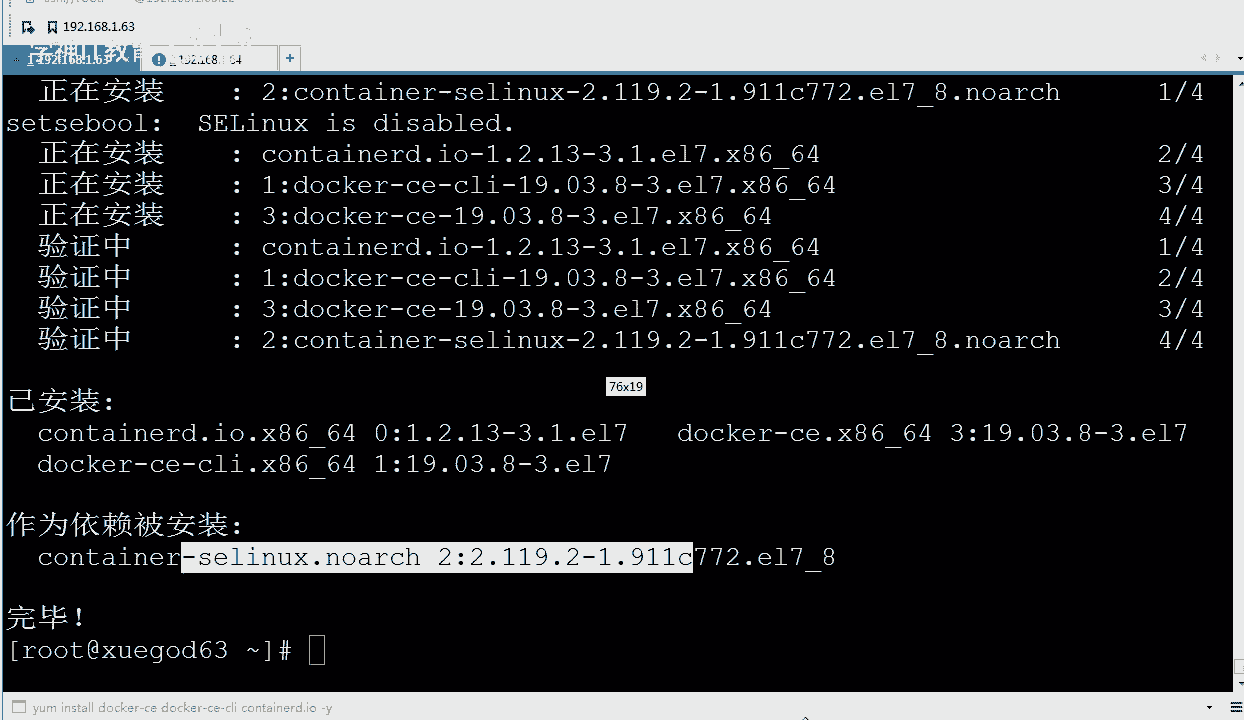 192.168.1.63
1 192.168.1.63
192.168.1.64 +
正在安装 : 2:container-selinux-2.119.2-1.911c772.el7_8.noarch 1/4
setsebool: SELinux is disabled.
正在安装 : containerd.io-1.2.13-3.1.el7.x86_64 2/4
正在安装 : 1:docker-ce-cli-19.03.8-3.el7.x86_64 3/4
正在安装 : 3:docker-ce-19.03.8-3.el7.x86_64 4/4
验证中 : containerd.io-1.2.13-3.1.el7.x86_64 1/4
验证中 : 1:docker-ce-cli-19.03.8-3.el7.x86_64 2/4
验证中 : 3:docker-ce-19.03.8-3.el7.x86_64 3/4
验证中 : 2:container-selinux-2.119.2-1.911c772.el7_8.noarch 4/4
76x19
已安装:
containerd.io.x86_64 0:1.2.13-3.1.el7 docker-ce.x86_64 3:19.03.8-3.el7
docker-ce-cli.x86_64 1:19.03.8-3.el7
作为依赖被安装:
container-selinux.noarch 2:2.119.2-1.911c772.el7_8
完毕！
[root@xuegod63 ~]#
yum install docker-ce docker-ce-cli containerd.io -y